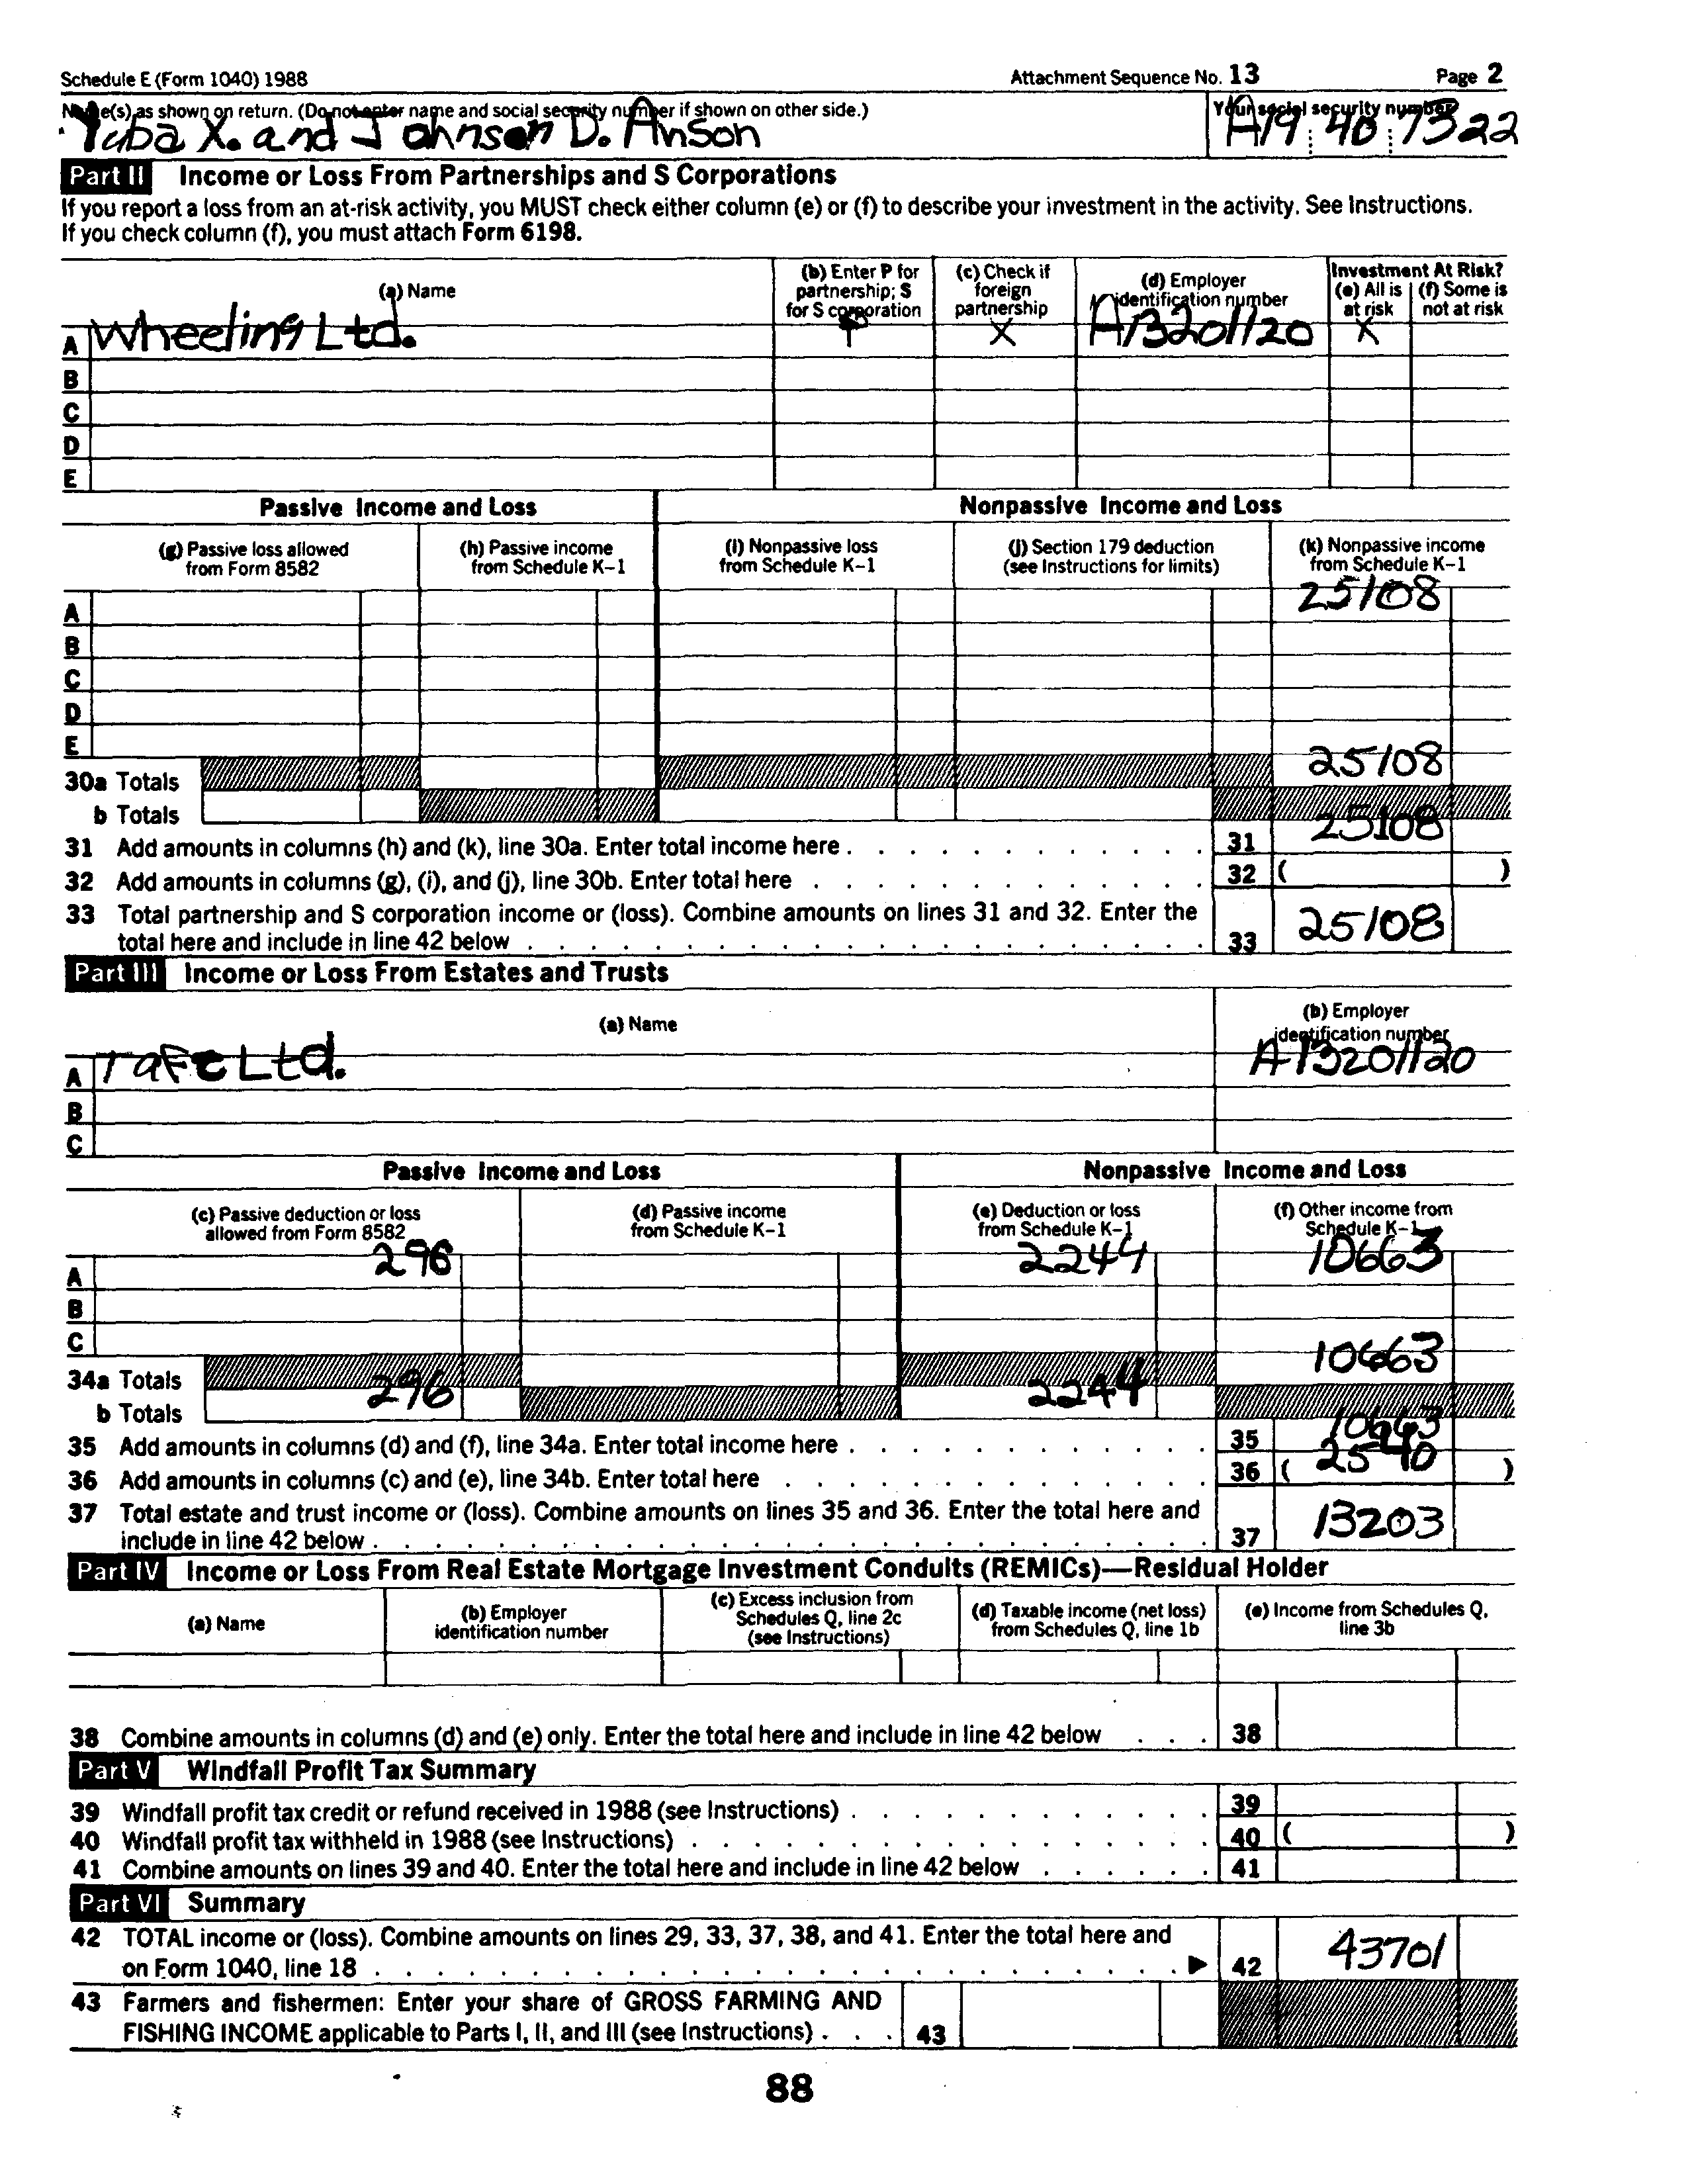 Schedule E (Form 1040) 1988 Attachment Sequence No. 13 Page 2
Name(s) as shown on return. (Do not enter name and social security number if shown on other side.) Your social security number
Yuba X. and Johnson D. Anson A19 40 7322
Part II Income or Loss From Partnerships and S Corporations
If you report a loss from an at-risk activity, you MUST check either column (e) or (f) to describe your investment in the activity. See Instructions.
If you check column (f), you must attach Form 6198.
(a) Name (b) Enter P for partnership; S for S corporation (c) Check if foreign partnership (d) Employer identification number Investment At Risk? (e) All is at risk (f) Some is not at risk
A Wheeling Ltd. P X A13201120 X
B
C
D
E
Passive Income and Loss Nonpassive Income and Loss
(g) Passive loss allowed from Form 8582 (h) Passive income from Schedule K–1 (i) Nonpassive loss from Schedule K–1 (j) Section 179 deduction (see Instructions for limits) (k) Nonpassive income from Schedule K–1
A 25108
B
C
D
E
30a Totals 25108
b Totals
31 Add amounts in columns (h) and (k), line 30a. Enter total income here . . . . . . . . . . . . 31 25108
32 Add amounts in columns (g), (i), and (j), line 30b. Enter total here . . . . . . . . . . . . . 32 ( )
33 Total partnership and S corporation income or (loss). Combine amounts on lines 31 and 32. Enter the
total here and include in line 42 below . . . . . . . . . . . . . . . . . . . . . . 33 25108
Part III Income or Loss From Estates and Trusts
(a) Name (b) Employer identification number
A Tafe Ltd. A13201120
B
C
Passive Income and Loss Nonpassive Income and Loss
(c) Passive deduction or loss allowed from Form 8582 (d) Passive income from Schedule K–1 (e) Deduction or loss from Schedule K–1 (f) Other income from Schedule K–1
A 296 2244 10663
B
C
34a Totals 10663
b Totals 296 2244
35 Add amounts in columns (d) and (f), line 34a. Enter total income here . . . . . . . . . . . . 35 10663
36 Add amounts in columns (c) and (e), line 34b. Enter total here . . . . . . . . . . . . . . 36 ( 2540 )
37 Total estate and trust income or (loss). Combine amounts on lines 35 and 36. Enter the total here and
include in line 42 below . . . . . . . . . . . . . . . . . . . . . . . . . . . 37 13203
Part IV Income or Loss From Real Estate Mortgage Investment Conduits (REMICs)—Residual Holder
(a) Name (b) Employer identification number (c) Excess inclusion from Schedules Q, line 2c (see Instructions) (d) Taxable income (net loss) from Schedules Q, line 1b (e) Income from Schedules Q, line 3b
38 Combine amounts in columns (d) and (e) only. Enter the total here and include in line 42 below . . . 38
Part V Windfall Profit Tax Summary
39 Windfall profit tax credit or refund received in 1988 (see Instructions) . . . . . . . . . . . . 39
40 Windfall profit tax withheld in 1988 (see Instructions) . . . . . . . . . . . . . . . . . 40 ( )
41 Combine amounts on lines 39 and 40. Enter the total here and include in line 42 below . . . . . . 41
Part VI Summary
42 TOTAL income or (loss). Combine amounts on lines 29, 33, 37, 38, and 41. Enter the total here and
on Form 1040, line 18 . . . . . . . . . . . . . . . . . . . . . . . . . . ▶ 42 43701
43 Farmers and fishermen: Enter your share of GROSS FARMING AND
FISHING INCOME applicable to Parts I, II, and III (see Instructions) . . . 43
88